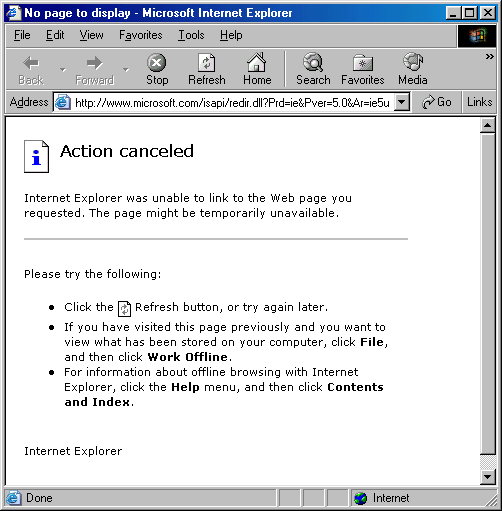 No page to display - Microsoft Internet Explorer
File Edit View Favorites Tools Help
Back Forward Stop Refresh Home Search Favorites Media »
Address http://www.microsoft.com/isapi/redir.dll?Prd=ie&Pver=5.0&Ar=ie5u Go Links
Action canceled
Internet Explorer was unable to link to the Web page you
requested. The page might be temporarily unavailable.
Please try the following:
• Click the Refresh button, or try again later.
• If you have visited this page previously and you want to
view what has been stored on your computer, click File,
and then click Work Offline.
• For information about offline browsing with Internet
Explorer, click the Help menu, and then click Contents
and Index.
Internet Explorer
Done Internet